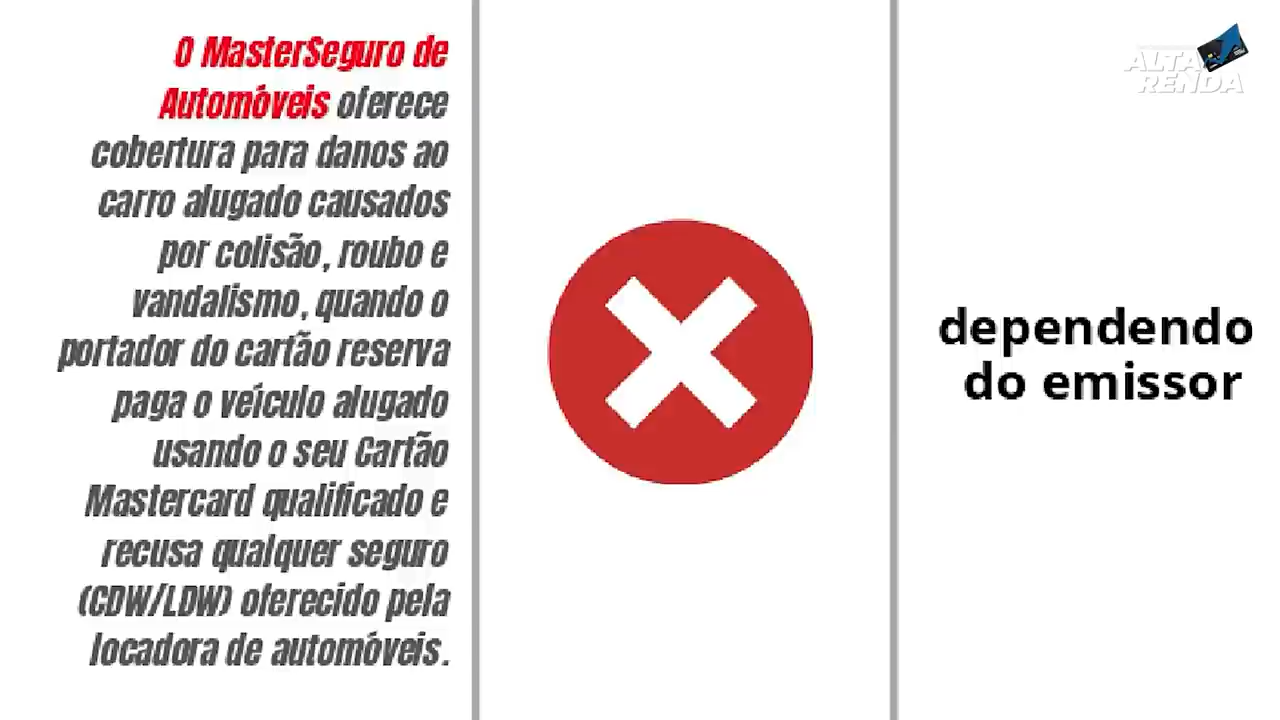 O MasterSeguro de
Automóveis oferece
cobertura para danos ao
carro alugado causados
por colisão, roubo e
vandalismo, quando o
portador do cartão reserva
paga o veículo alugado
usando o seu Cartão
Mastercard qualificado e
recusa qualquer seguro
(CDW/LDW) oferecido pela
locadora de automóveis.
dependendo
do emissor
ALTA
RENDA